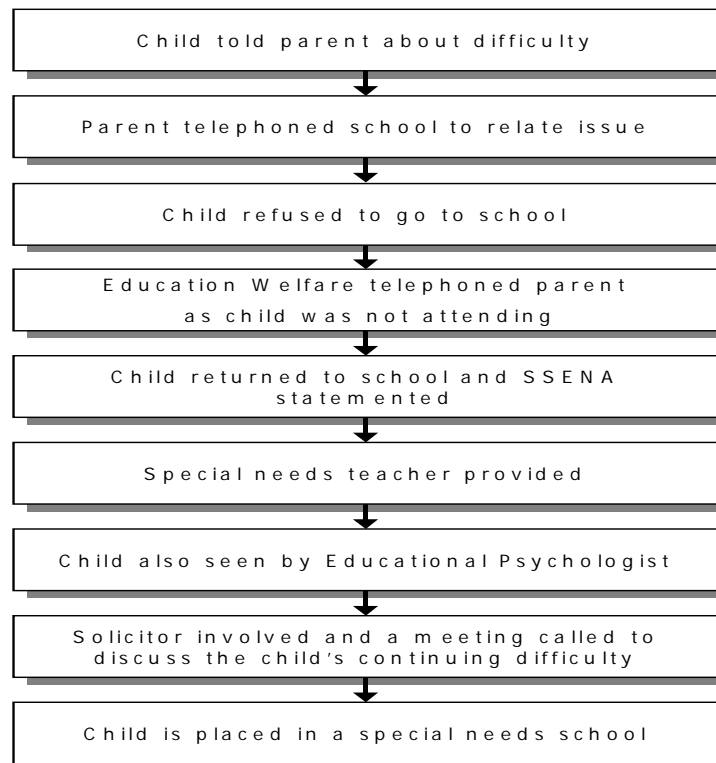 Child told parent about difficulty
Parent telephoned school to relate issue
Child refused to go to school
Education Welfare telephoned parent
as child was not attending
Child returned to school and SSENA
statemented
Special needs teacher provided
Child also seen by Educational Psychologist
Solicitor involved and a meeting called to
discuss the child's continuing difficulty
Child is placed in a special needs school